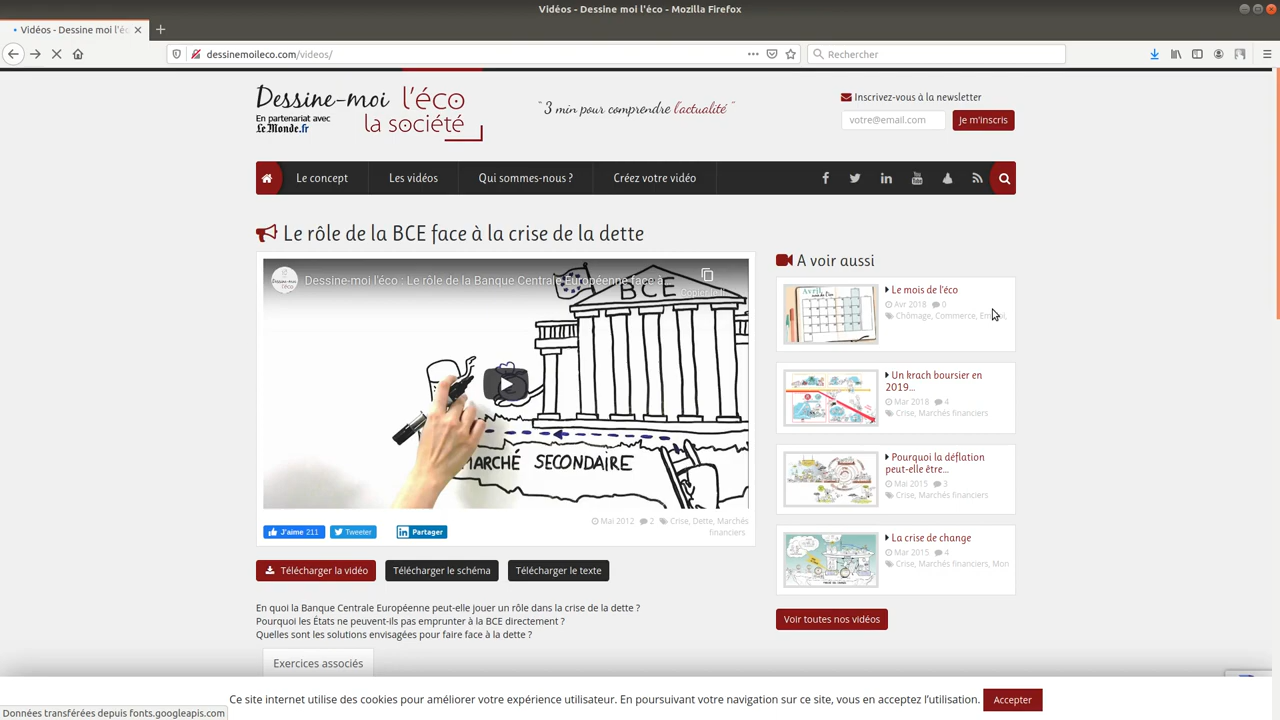 Vidéos - Dessine moi l'éco - Mozilla Firefox
Vidéos - Dessine moi l'éc
dessinemoileco.com/videos/
Rechercher
Dessine-moi l'éco
la société
En partenariat avec
Le Monde.fr
" 3 min pour comprendre l'actualité "
Inscrivez-vous à la newsletter
votre@email.com
Je m'inscris
Le concept
Les vidéos
Qui sommes-nous ?
Créez votre vidéo
Le rôle de la BCE face à la crise de la dette
Dessine-moi l'éco : Le rôle de la Banque Centrale Européenne face à...
BCE
MARCHÉ SECONDAIRE
J'aime 211
Tweeter
Partager
Mai 2012 2 Crise, Dette, Marchés
financiers
Télécharger la vidéo
Télécharger le schéma
Télécharger le texte
En quoi la Banque Centrale Européenne peut-elle jouer un rôle dans la crise de la dette ?
Pourquoi les États ne peuvent-ils pas emprunter à la BCE directement ?
Quelles sont les solutions envisagées pour faire face à la dette ?
Exercices associés
A voir aussi
Le mois de l'éco
Avr 2018 0
Chômage, Commerce,
Un krach boursier en
2019...
Mar 2018 4
Crise, Marchés financiers
Pourquoi la déflation
peut-elle être...
Mai 2015 3
Crise, Marchés financiers
La crise de change
Mar 2015 4
Crise, Marchés financiers, Mon
Voir toutes nos vidéos
Ce site internet utilise des cookies pour améliorer votre expérience utilisateur. En poursuivant votre navigation sur ce site, vous en acceptez l'utilisation.
Accepter
Données transférées depuis fonts.googleapis.com